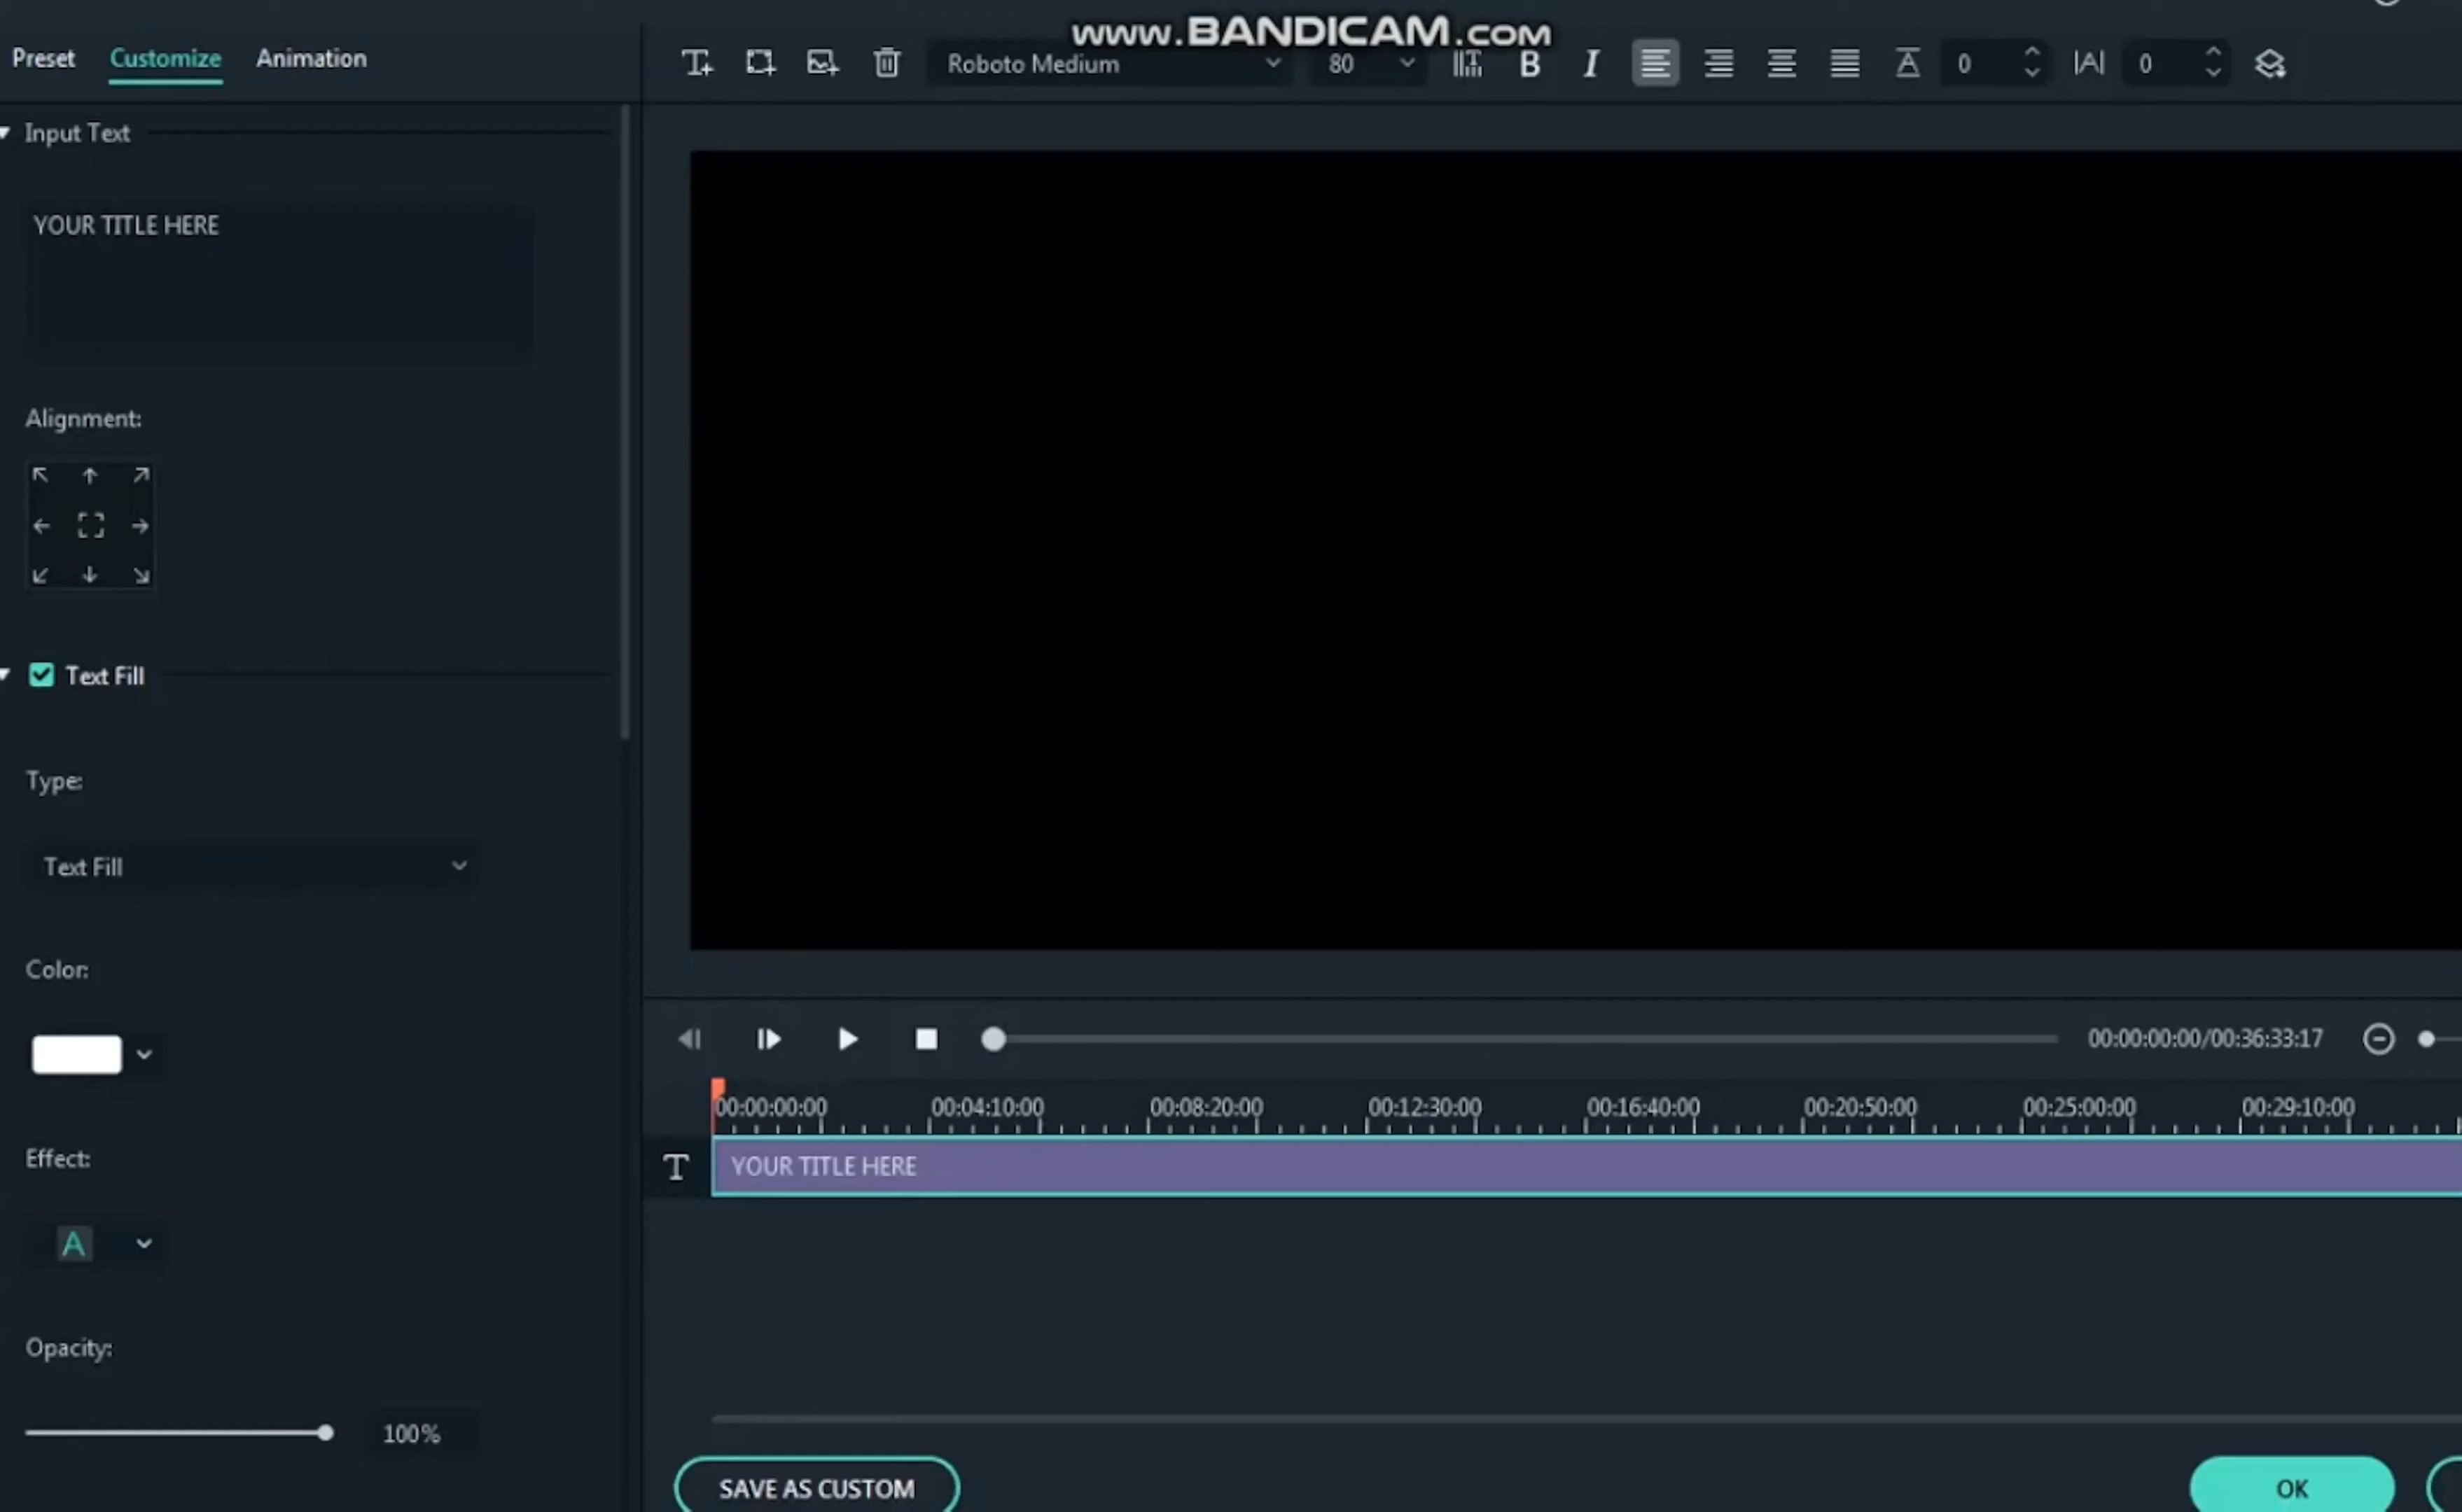 www.BANDICAM.com
Preset Customize Animation
Roboto Medium 80 B I 0 0
Input Text
YOUR TITLE HERE
Alignment:
Text Fill
Type:
Text Fill
Color:
Effect:
A
Opacity:
100%
00:00:00:00/00:36:33:17
00:00:00:00 00:04:10:00 00:08:20:00 00:12:30:00 00:16:40:00 00:20:50:00 00:25:00:00 00:29:10:00
T YOUR TITLE HERE
SAVE AS CUSTOM OK